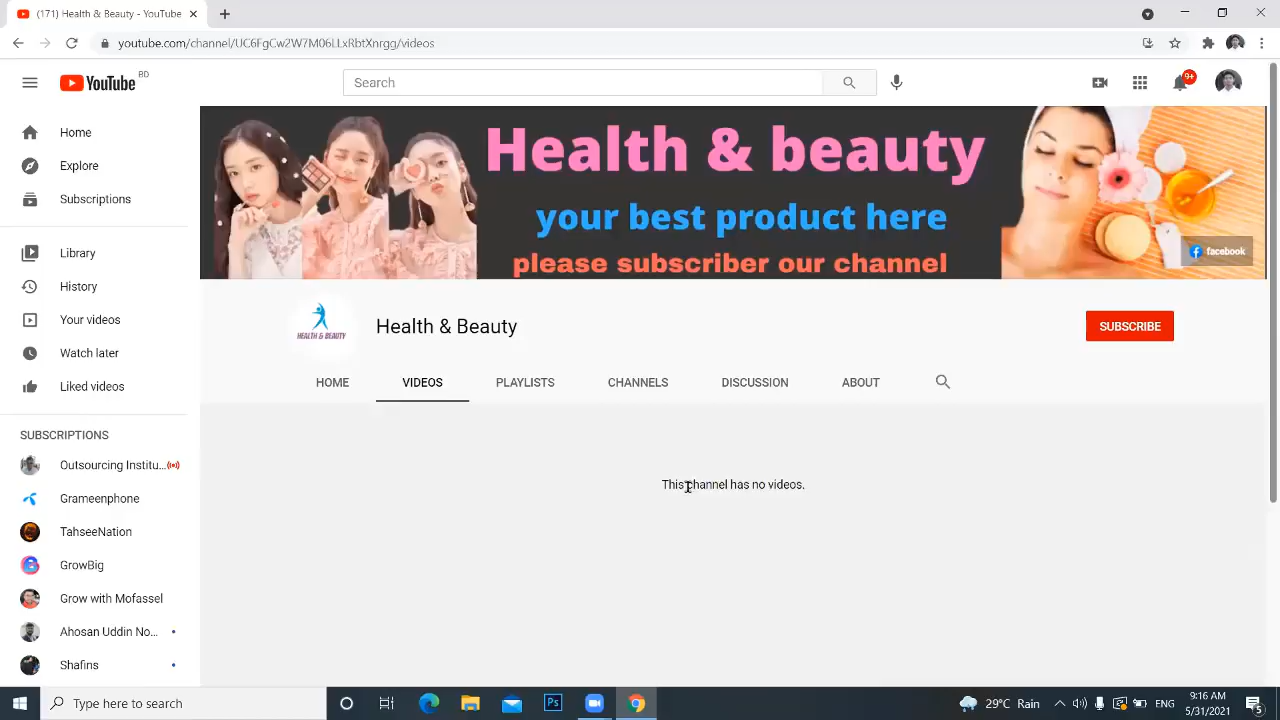 (171) Health & Beauty - YouTube
youtube.com/channel/UC6FgCw2W7M6LLxRbtXnrgg/videos
YouTube BD
Search
9+
Home
Explore
Subscriptions
Library
History
Your videos
Watch later
Liked videos
SUBSCRIPTIONS
Outsourcing Institu...
Grameenphone
TahseeNation
GrowBig
Grow with Mofassel
Ahosan Uddin No...
Shafins
Health & beauty
your best product here
please subscriber our channel
facebook
HEALTH & BEAUTY
Health & Beauty
SUBSCRIBE
HOME VIDEOS PLAYLISTS CHANNELS DISCUSSION ABOUT
This channel has no videos.
Type here to search
Ps
29°C Rain
ENG
9:16 AM
5/31/2021
5